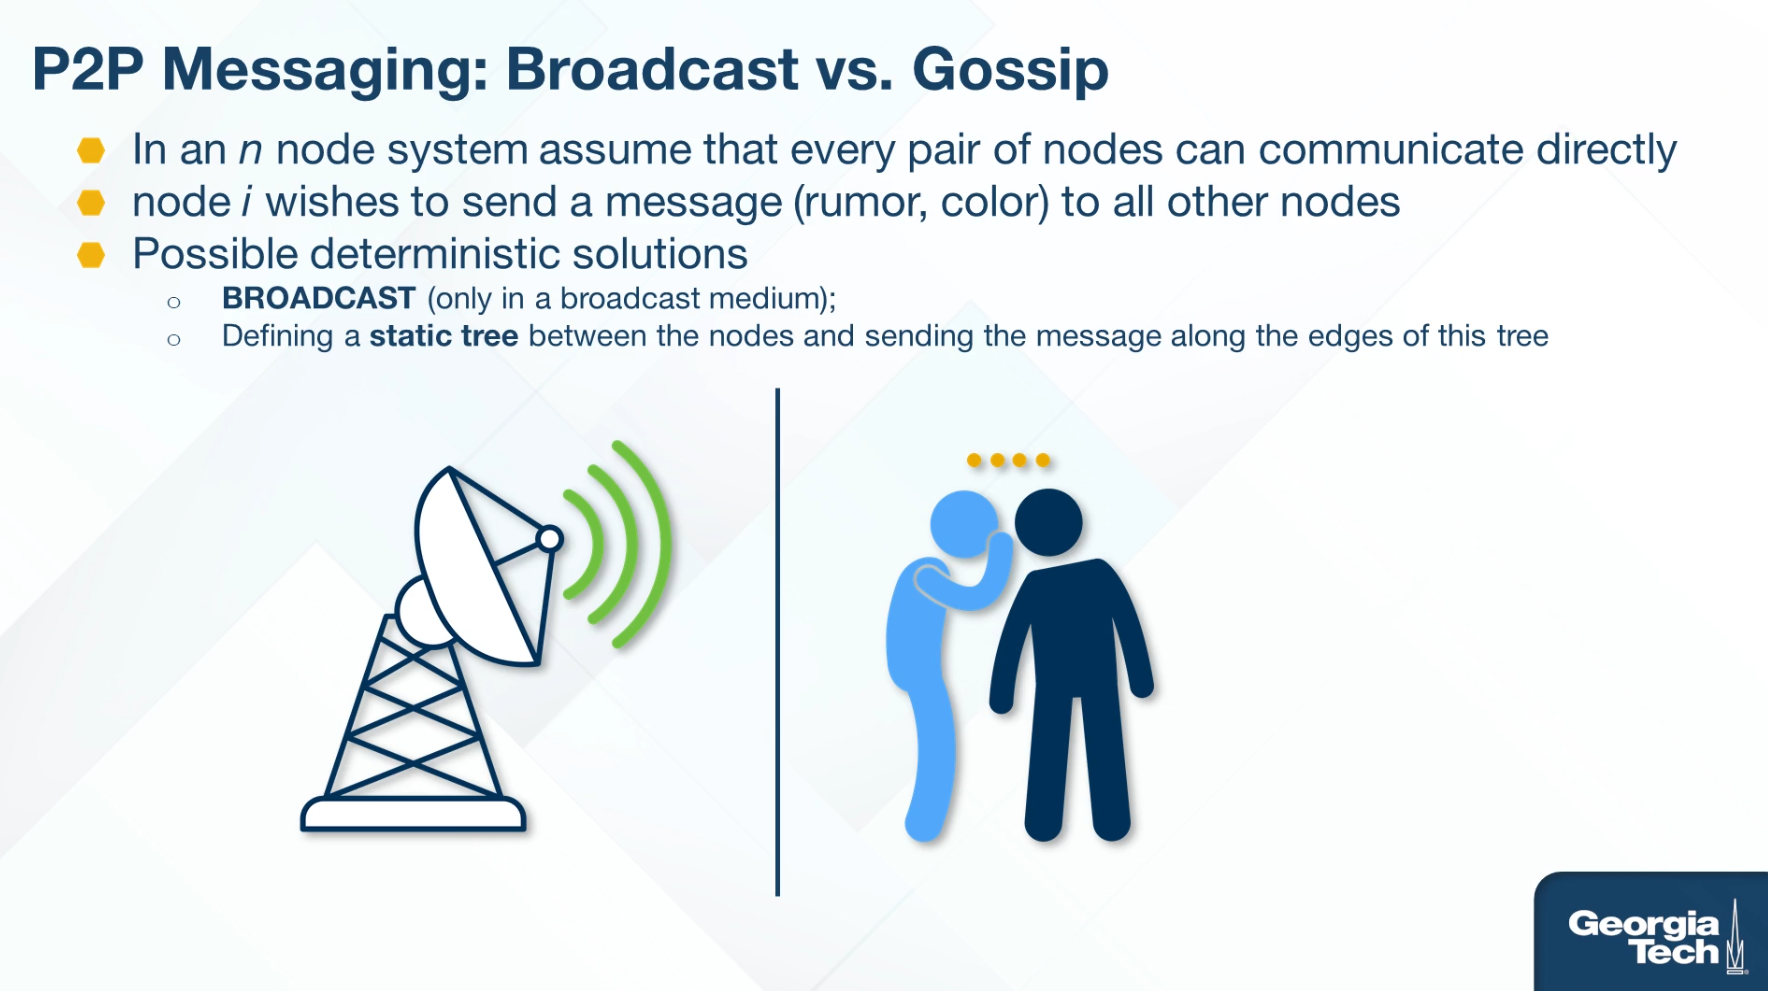 P2P Messaging: Broadcast vs. Gossip
In an n node system assume that every pair of nodes can communicate directly
node i wishes to send a message (rumor, color) to all other nodes
Possible deterministic solutions
BROADCAST (only in a broadcast medium);
Defining a static tree between the nodes and sending the message along the edges of this tree
Georgia
Tech